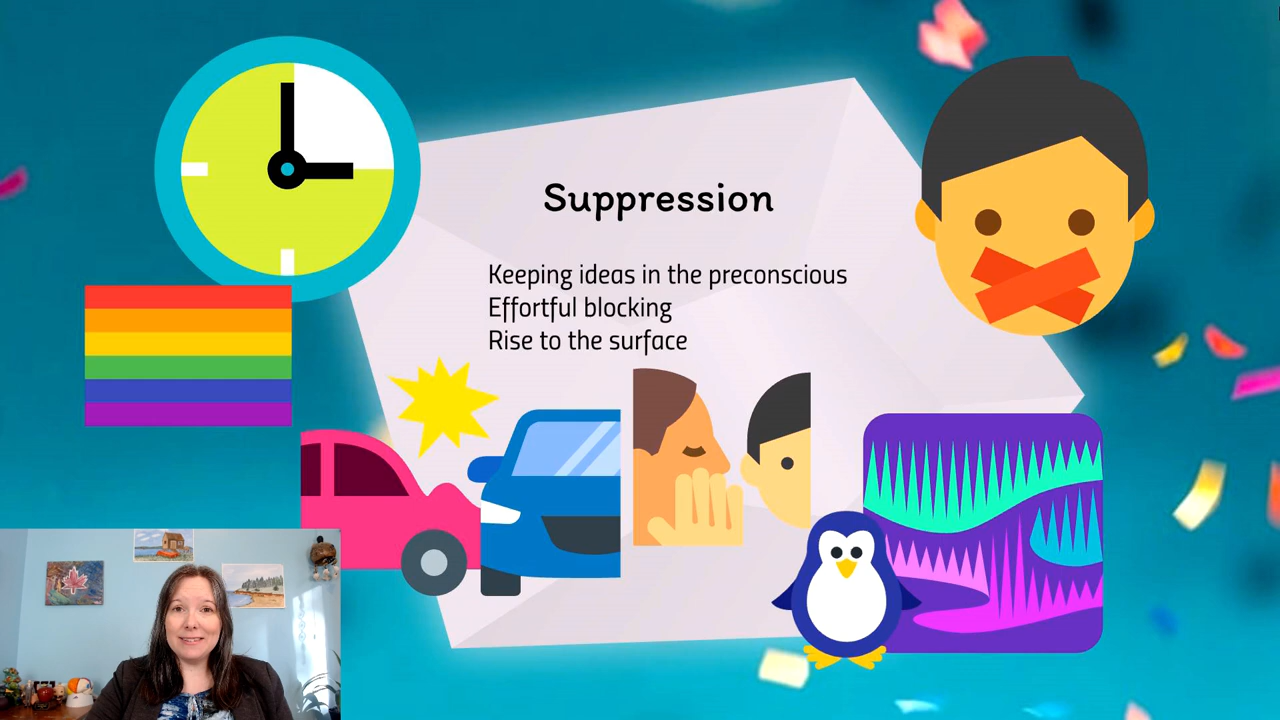 Suppression
Keeping ideas in the preconscious
Effortful blocking
Rise to the surface